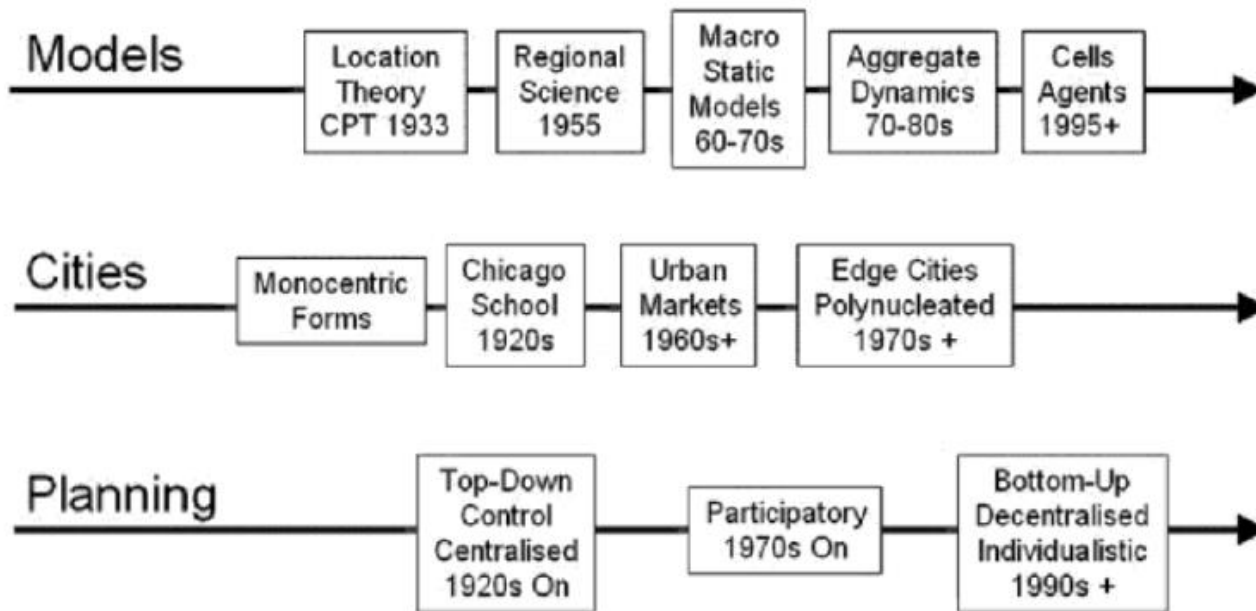 Models
Location
Theory
CPT 1933
Regional
Science
1955
Macro
Static
Models
60-70s
Aggregate
Dynamics
70-80s
Cells
Agents
1995+
Cities
Monocentric
Forms
Chicago
School
1920s
Urban
Markets
1960s+
Edge Cities
Polynucleated
1970s +
Planning
Top-Down
Control
Centralised
1920s On
Participatory
1970s On
Bottom-Up
Decentralised
Individualistic
1990s +